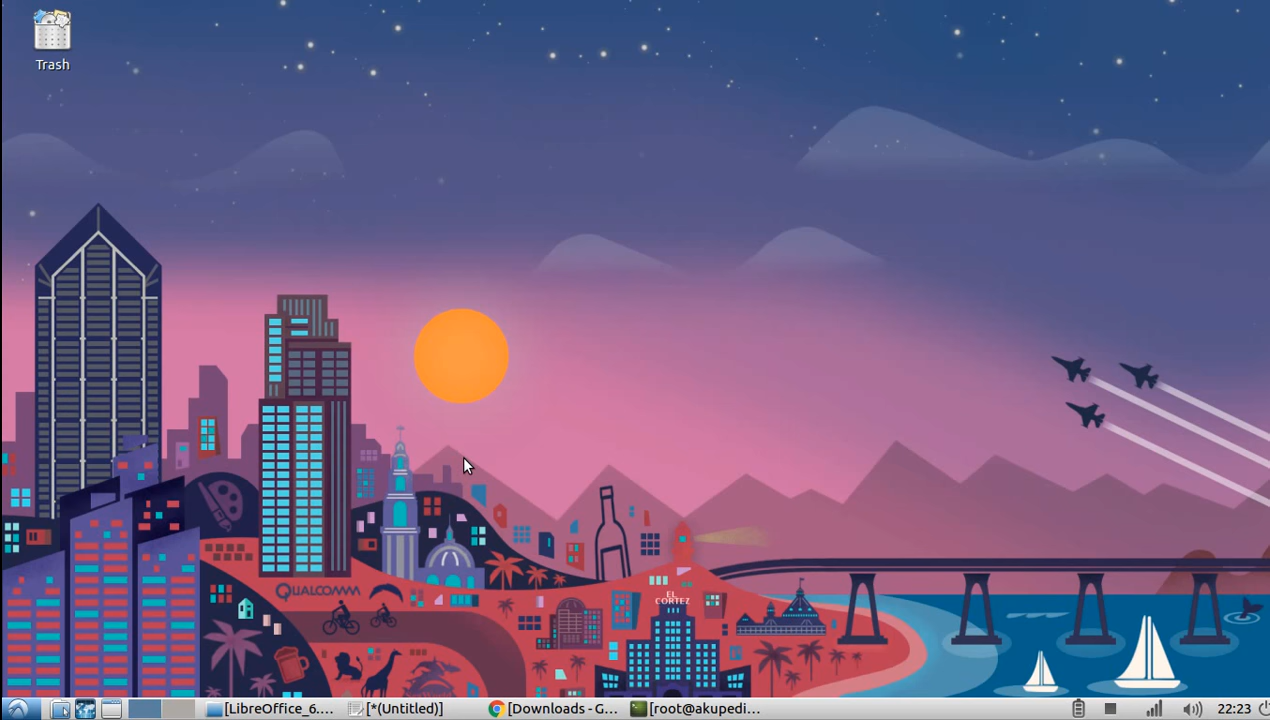 Trash
QUALCOMM
EL
CORTEZ
[LibreOffice_6.... [*(Untitled)] [Downloads - G... [root@akupedi... 22:23